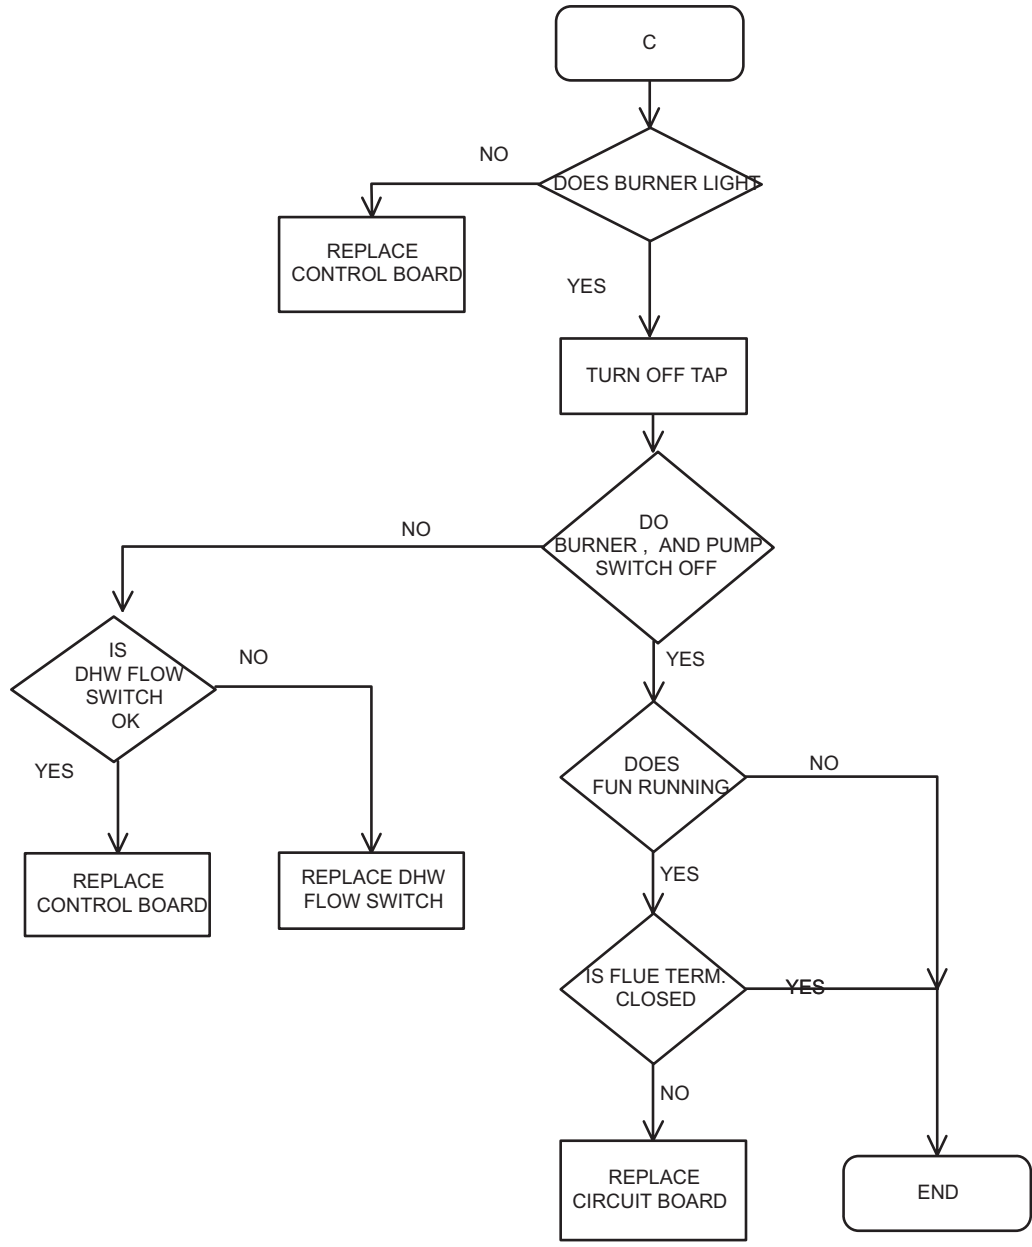 C
NO
DOES BURNER LIGHT
REPLACE
CONTROL BOARD
YES
TURN OFF TAP
NO
DO
BURNER , AND PUMP
SWITCH OFF
IS
DHW FLOW
SWITCH
OK
NO
YES
YES
DOES
FUN RUNNING
NO
REPLACE
CONTROL BOARD
REPLACE DHW
FLOW SWITCH
YES
IS FLUE TERM.
CLOSED
YES
NO
REPLACE
CIRCUIT BOARD
END